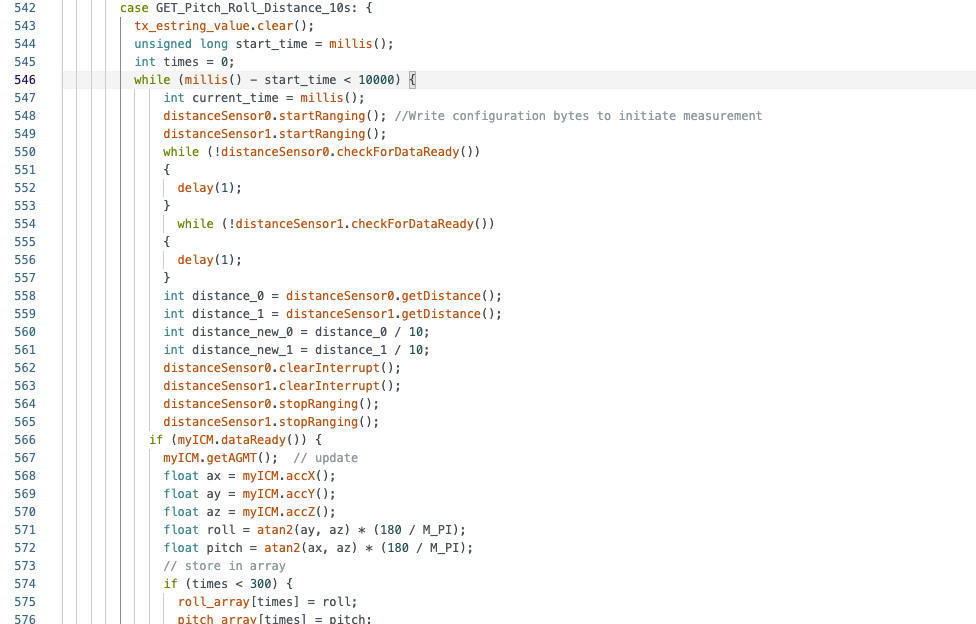 542 case GET_Pitch_Roll_Distance_10s: {
543 tx_estring_value.clear();
544 unsigned long start_time = millis();
545 int times = 0;
546 while (millis() - start_time < 10000) {
547 int current_time = millis();
548 distanceSensor0.startRanging(); //Write configuration bytes to initiate measurement
549 distanceSensor1.startRanging();
550 while (!distanceSensor0.checkForDataReady())
551 {
552 delay(1);
553 }
554 while (!distanceSensor1.checkForDataReady())
555 {
556 delay(1);
557 }
558 int distance_0 = distanceSensor0.getDistance();
559 int distance_1 = distanceSensor1.getDistance();
560 int distance_new_0 = distance_0 / 10;
561 int distance_new_1 = distance_1 / 10;
562 distanceSensor0.clearInterrupt();
563 distanceSensor1.clearInterrupt();
564 distanceSensor0.stopRanging();
565 distanceSensor1.stopRanging();
566 if (myICM.dataReady()) {
567 myICM.getAGMT(); // update
568 float ax = myICM.accX();
569 float ay = myICM.accY();
570 float az = myICM.accZ();
571 float roll = atan2(ay, az) * (180 / M_PI);
572 float pitch = atan2(ax, az) * (180 / M_PI);
573 // store in array
574 if (times < 300) {
575 roll_array[times] = roll;
576 pitch_array[times] = pitch;